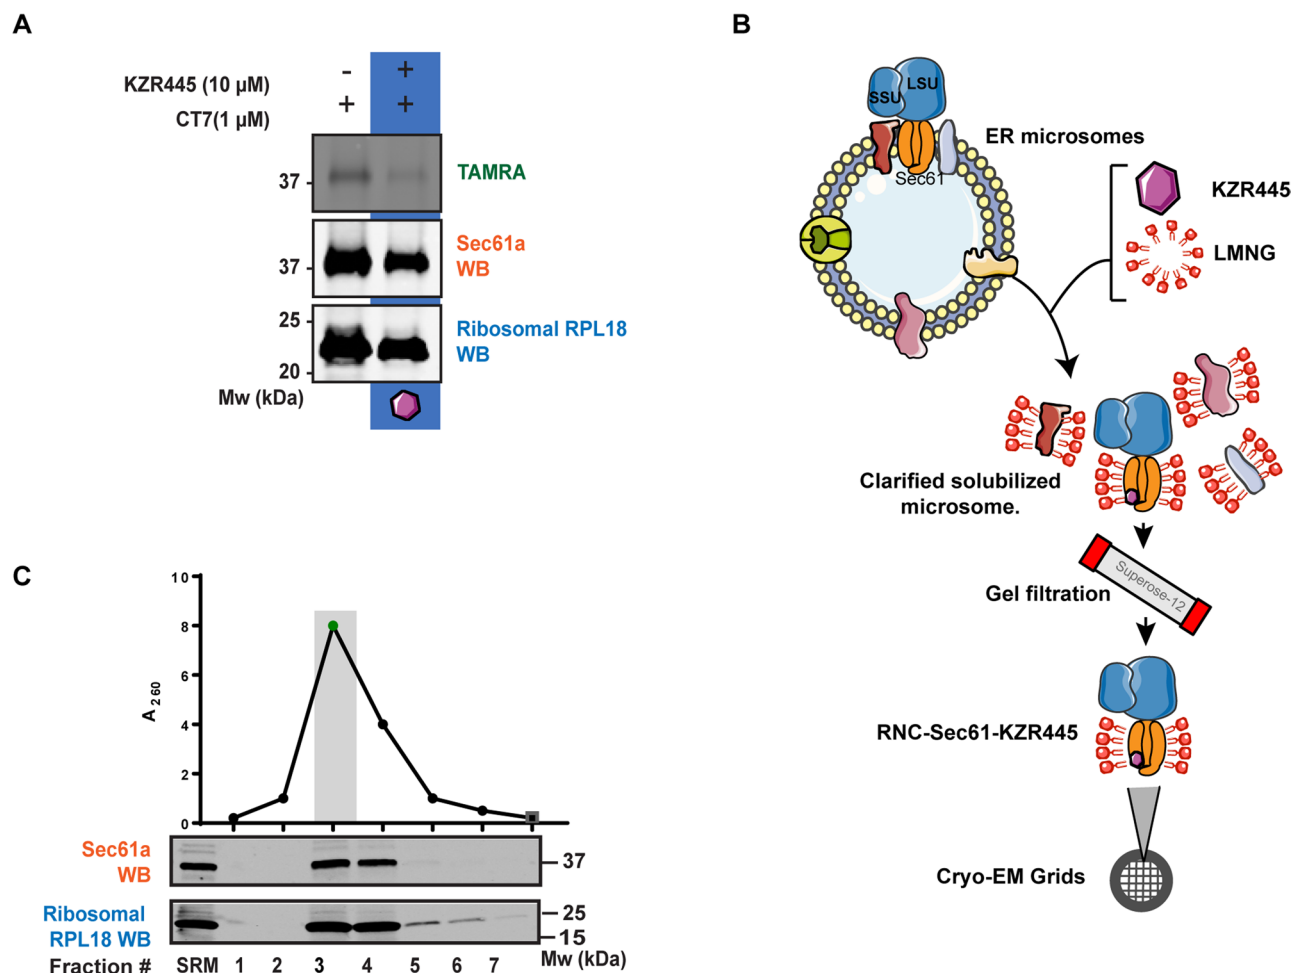 A
KZR445 (10 µM)
- +
CT7(1 µM)
+ +
37
TAMRA
37
Sec61a
WB
25
20
Ribosomal RPL18
WB
Mw (kDa)
B
SSU
LSU
Sec61
ER microsomes
KZR445
LMNG
Clarified solubilized
microsome.
Gel filtration
Superose-12
RNC-Sec61-KZR445
Cryo-EM Grids
C
A260
10
8
6
4
2
0
Sec61a
WB
37
Ribosomal
RPL18 WB
25
15
Mw (kDa)
Fraction # SRM 1 2 3 4 5 6 7